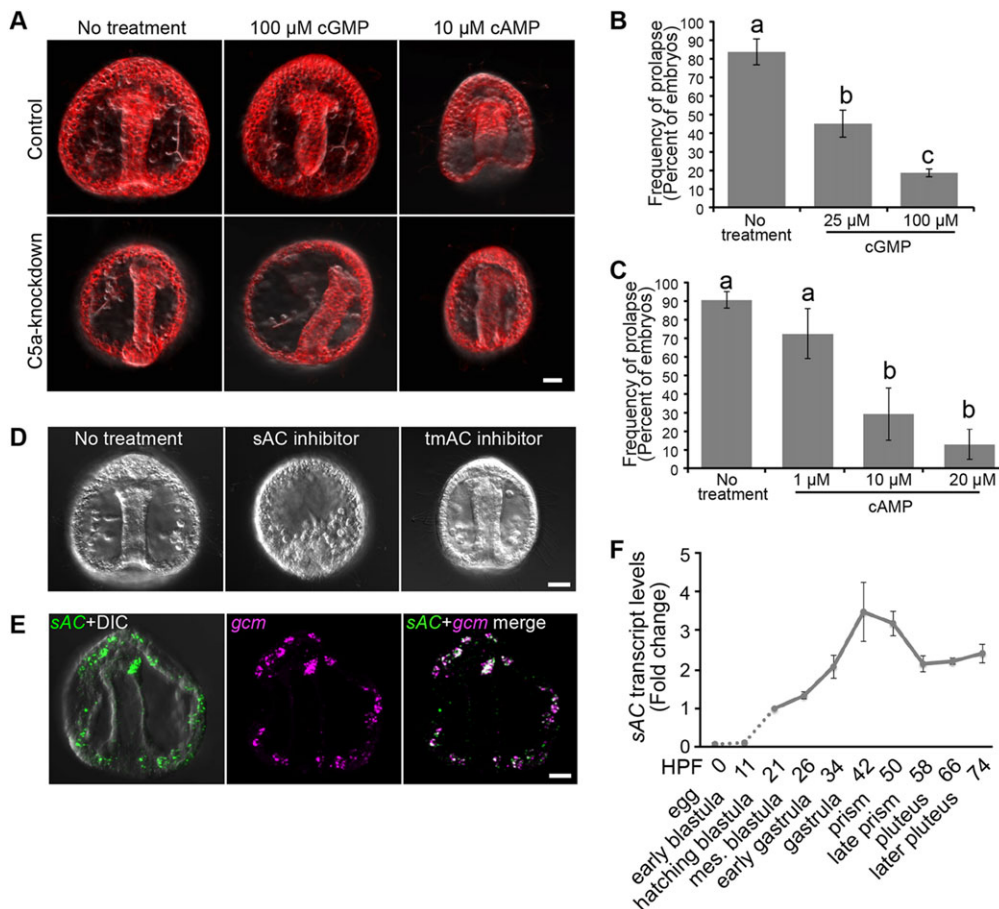 A
No treatment
100 µM cGMP
10 µM cAMP
Control
C5a-knockdown
B
Frequency of prolapse
(Percent of embryos)
100
90
80
70
60
50
40
30
20
10
0
a
b
c
No
treatment
25 µM
100 µM
cGMP
C
Frequency of prolapse
(Percent of embryos)
100
90
80
70
60
50
40
30
20
10
0
a
a
b
b
No
treatment
1 µM
10 µM
20 µM
cAMP
D
No treatment
sAC inhibitor
tmAC inhibitor
E
sAC+DIC
gcm
sAC+gcm merge
F
sAC transcript levels
(Fold change)
5
4
3
2
1
0
HPF
0
11
21
26
34
42
50
58
66
74
egg
early blastula
hatching blastula
mes. blastula
early gastrula
gastrula
prism
late prism
pluteus
later pluteus